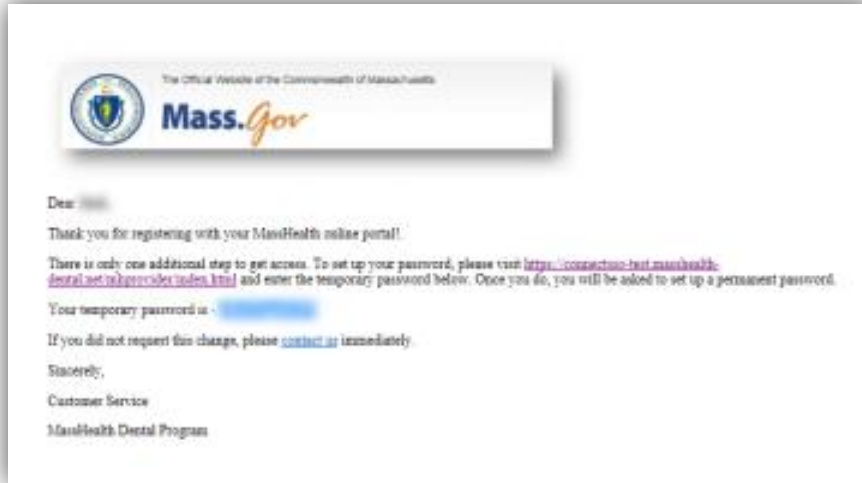 The Official Website of the Commonwealth of Massachusetts
Mass.Gov
Dear
Thank you for registering with your MassHealth online portal!
There is only one additional step to get access. To set up your password, please visit https://connectsso-test.masshealth-
dental.net/mhprovider/index.html and enter the temporary password below. Once you do, you will be asked to set up a permanent password.
Your temporary password is -
If you did not request this change, please contact us immediately.
Sincerely,
Customer Service
MassHealth Dental Program